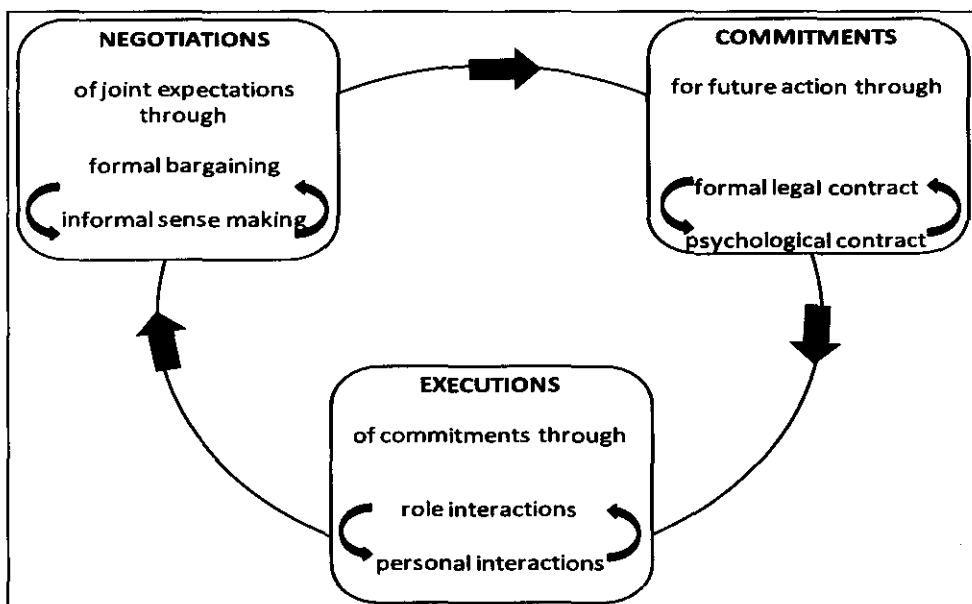 NEGOTIATIONS
of joint expectations
through
formal bargaining
informal sense making
COMMITMENTS
for future action through
formal legal contract
psychological contract
EXECUTIONS
of commitments through
role interactions
personal interactions